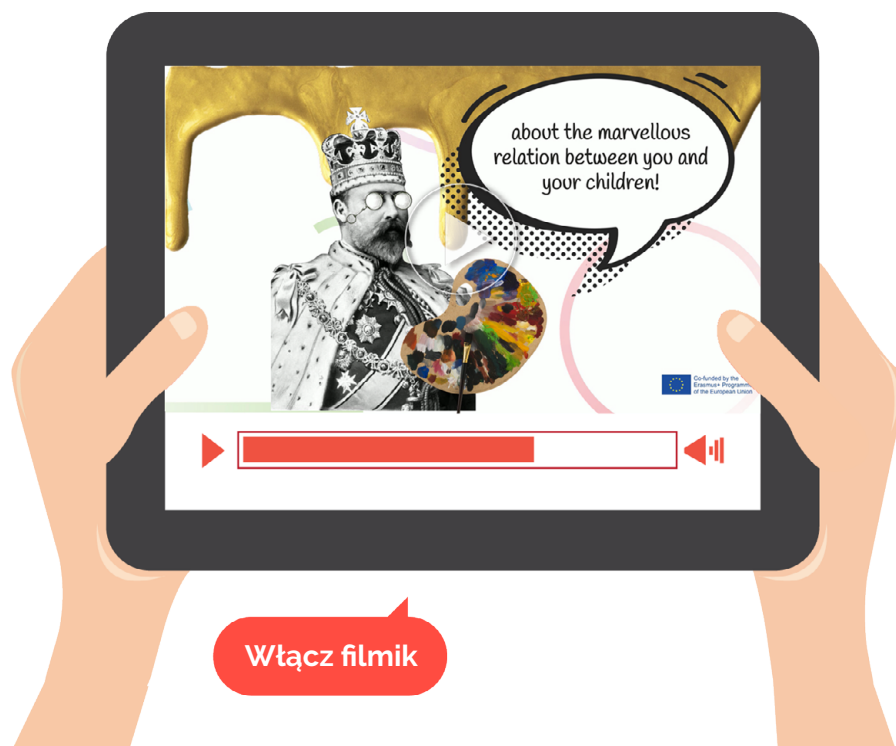 about the marvellous
relation between you and
your children!
Co-funded by the
Erasmus+ Programme
of the European Union
Włącz filmik